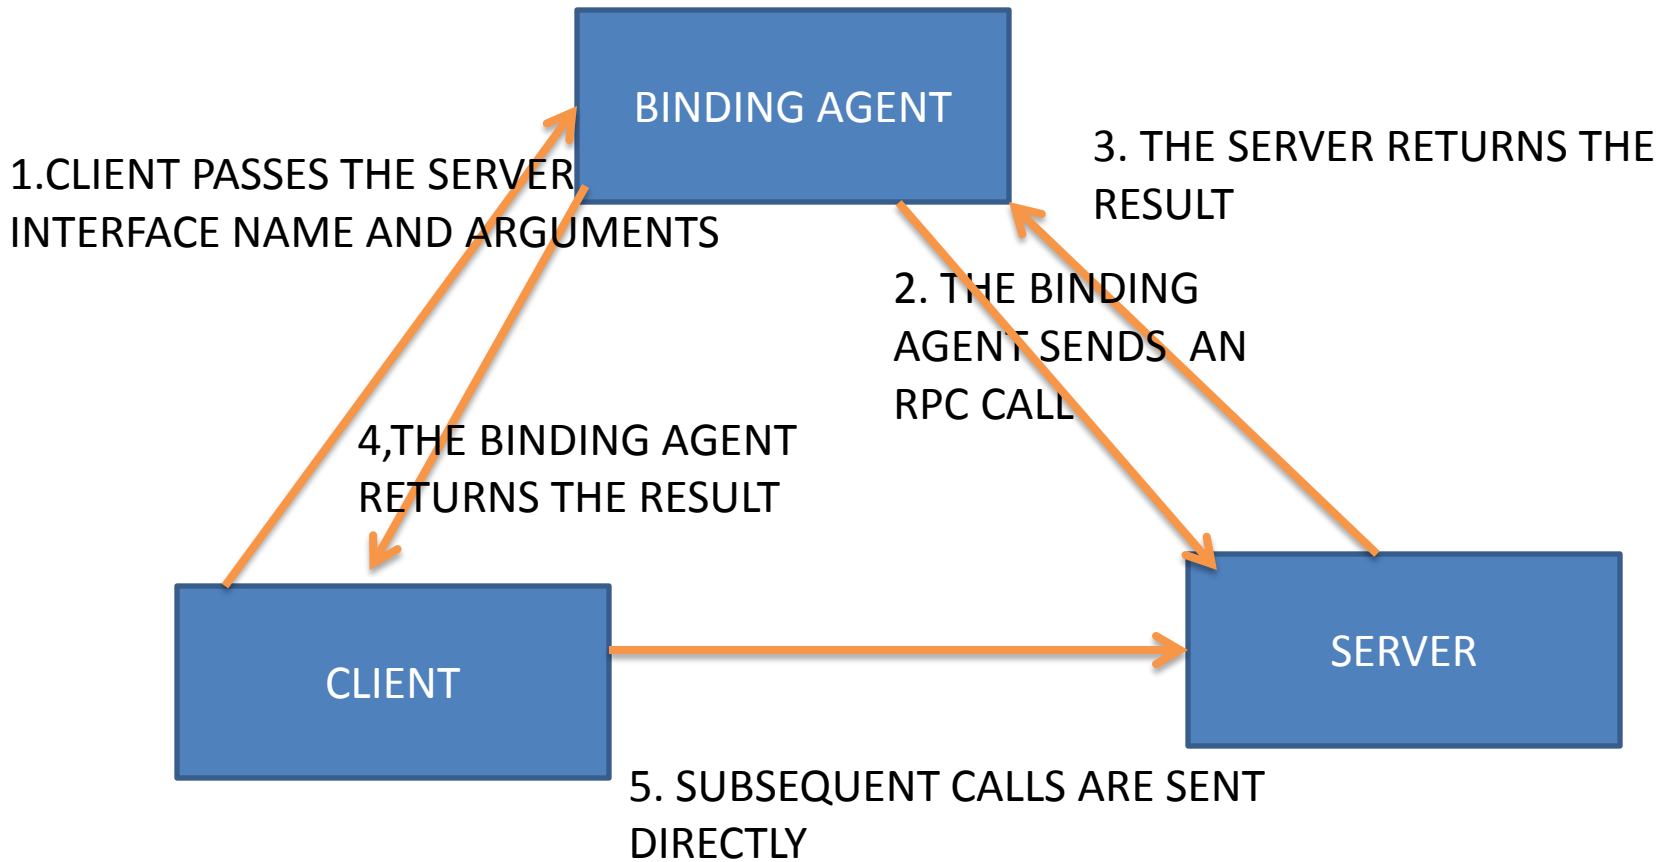 BINDING AGENT
1.CLIENT PASSES THE SERVER
INTERFACE NAME AND ARGUMENTS
3. THE SERVER RETURNS THE
RESULT
2. THE BINDING
AGENT SENDS  AN
RPC CALL
4,THE BINDING AGENT
RETURNS THE RESULT
CLIENT
SERVER
5. SUBSEQUENT CALLS ARE SENT
DIRECTLY